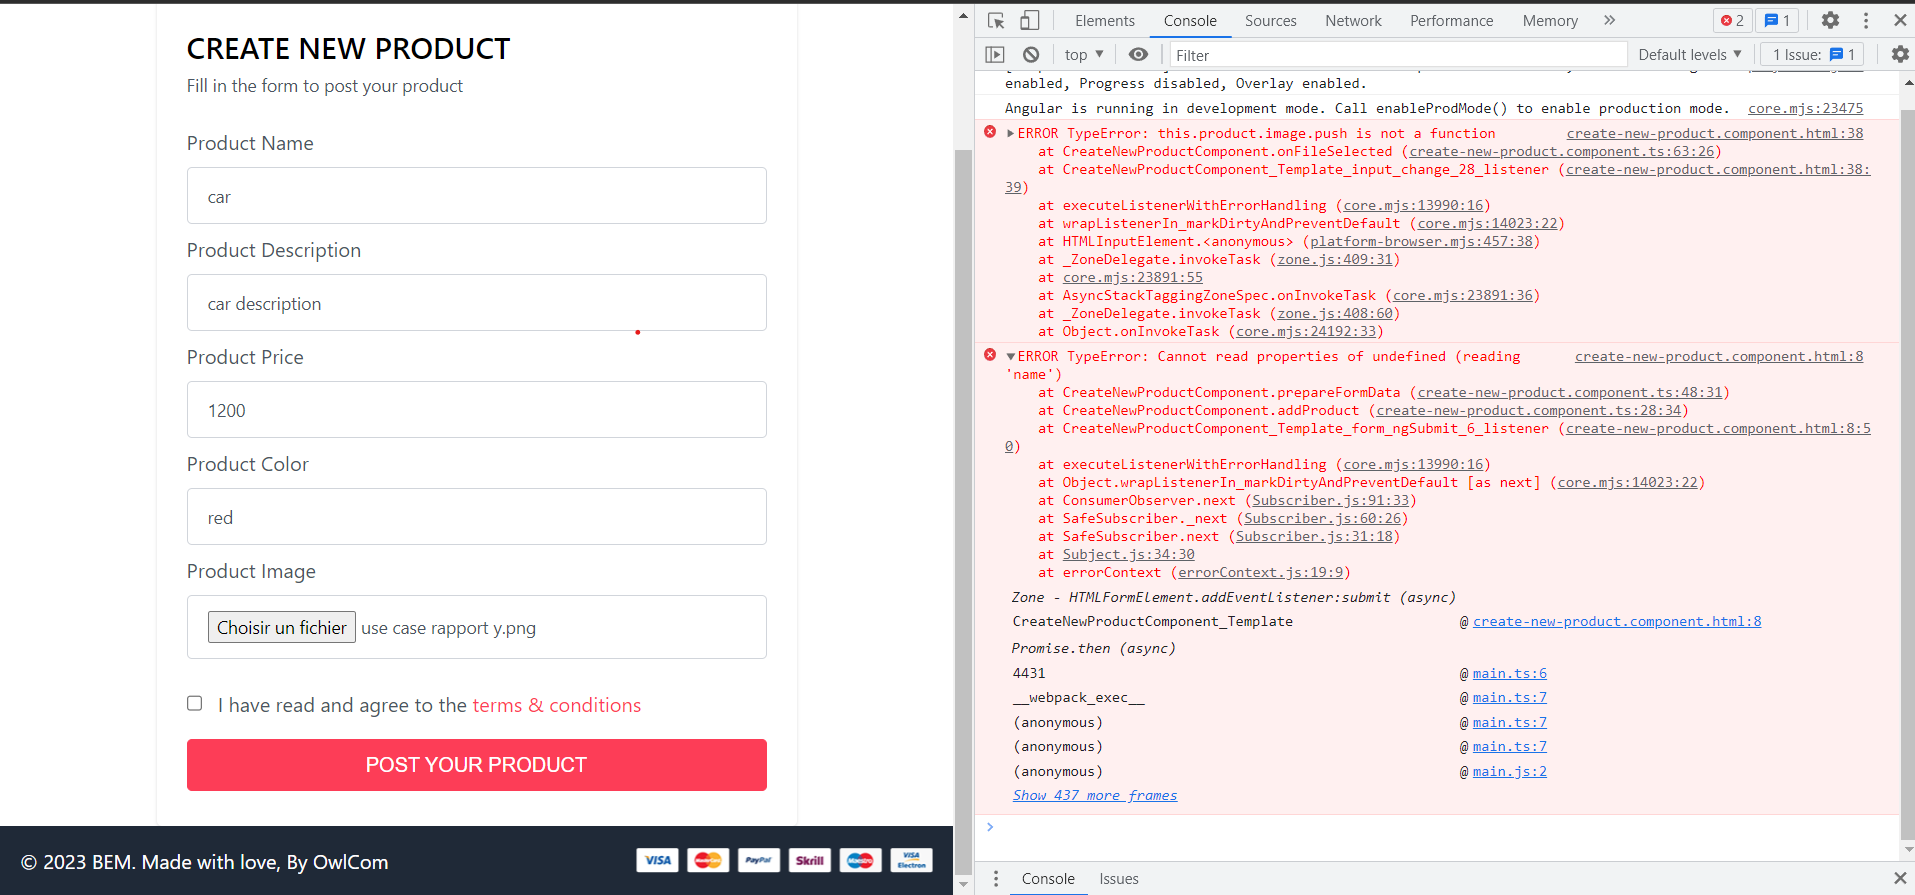 CREATE NEW PRODUCT
Fill in the form to post your product
Product Name
car
Product Description
car description
Product Price
1200
Product Color
red
Product Image
Choisir un fichier use case rapport y.png
I have read and agree to the terms & conditions
POST YOUR PRODUCT
© 2023 BEM. Made with love, By OwlCom
VISA MasterCard PayPal Skrill Maestro VISA Electron
Elements Console Sources Network Performance Memory 2 1
top Filter Default levels 1 Issue: 1
enabled, Progress disabled, Overlay enabled.
Angular is running in development mode. Call enableProdMode() to enable production mode. core.mjs:23475
ERROR TypeError: this.product.image.push is not a function create-new-product.component.html:38
at CreateNewProductComponent.onFileSelected (create-new-product.component.ts:63:26)
at CreateNewProductComponent_Template_input_change_28_listener (create-new-product.component.html:38:
39)
at executeListenerWithErrorHandling (core.mjs:13990:16)
at wrapListenerIn_markDirtyAndPreventDefault (core.mjs:14023:22)
at HTMLInputElement.<anonymous> (platform-browser.mjs:457:38)
at _ZoneDelegate.invokeTask (zone.js:409:31)
at core.mjs:23891:55
at AsyncStackTaggingZoneSpec.onInvokeTask (core.mjs:23891:36)
at _ZoneDelegate.invokeTask (zone.js:408:60)
at Object.onInvokeTask (core.mjs:24192:33)
ERROR TypeError: Cannot read properties of undefined (reading create-new-product.component.html:8
'name')
at CreateNewProductComponent.prepareFormData (create-new-product.component.ts:48:31)
at CreateNewProductComponent.addProduct (create-new-product.component.ts:28:34)
at CreateNewProductComponent_Template_form_ngSubmit_6_listener (create-new-product.component.html:8:5
0)
at executeListenerWithErrorHandling (core.mjs:13990:16)
at Object.wrapListenerIn_markDirtyAndPreventDefault [as next] (core.mjs:14023:22)
at ConsumerObserver.next (Subscriber.js:91:33)
at SafeSubscriber._next (Subscriber.js:60:26)
at SafeSubscriber.next (Subscriber.js:31:18)
at Subject.js:34:30
at errorContext (errorContext.js:19:9)
Zone - HTMLFormElement.addEventListener:submit (async)
CreateNewProductComponent_Template @ create-new-product.component.html:8
Promise.then (async)
4431 @ main.ts:6
__webpack_exec__ @ main.ts:7
(anonymous) @ main.ts:7
(anonymous) @ main.ts:7
(anonymous) @ main.js:2
Show 437 more frames
Console Issues